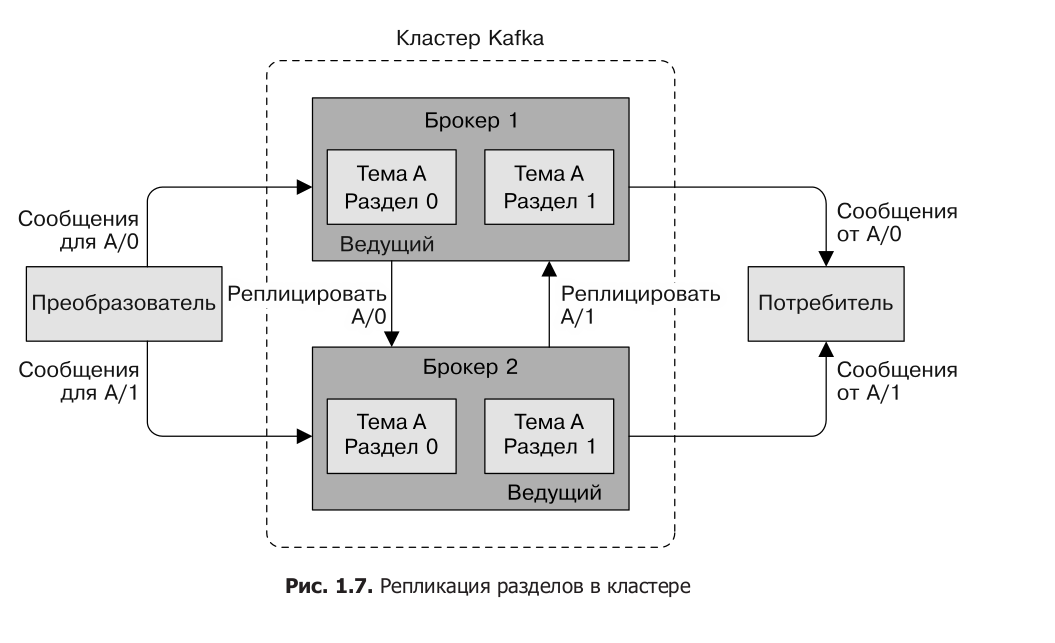 Кластер Kafka
Брокер 1
Тема А
Раздел 0
Тема А
Раздел 1
Ведущий
Сообщения
для А/0
Преобразователь
Сообщения
для А/1
Реплицировать
А/0
Реплицировать
А/1
Сообщения
от А/0
Потребитель
Сообщения
от А/1
Брокер 2
Тема А
Раздел 0
Тема А
Раздел 1
Ведущий
Рис. 1.7. Репликация разделов в кластере